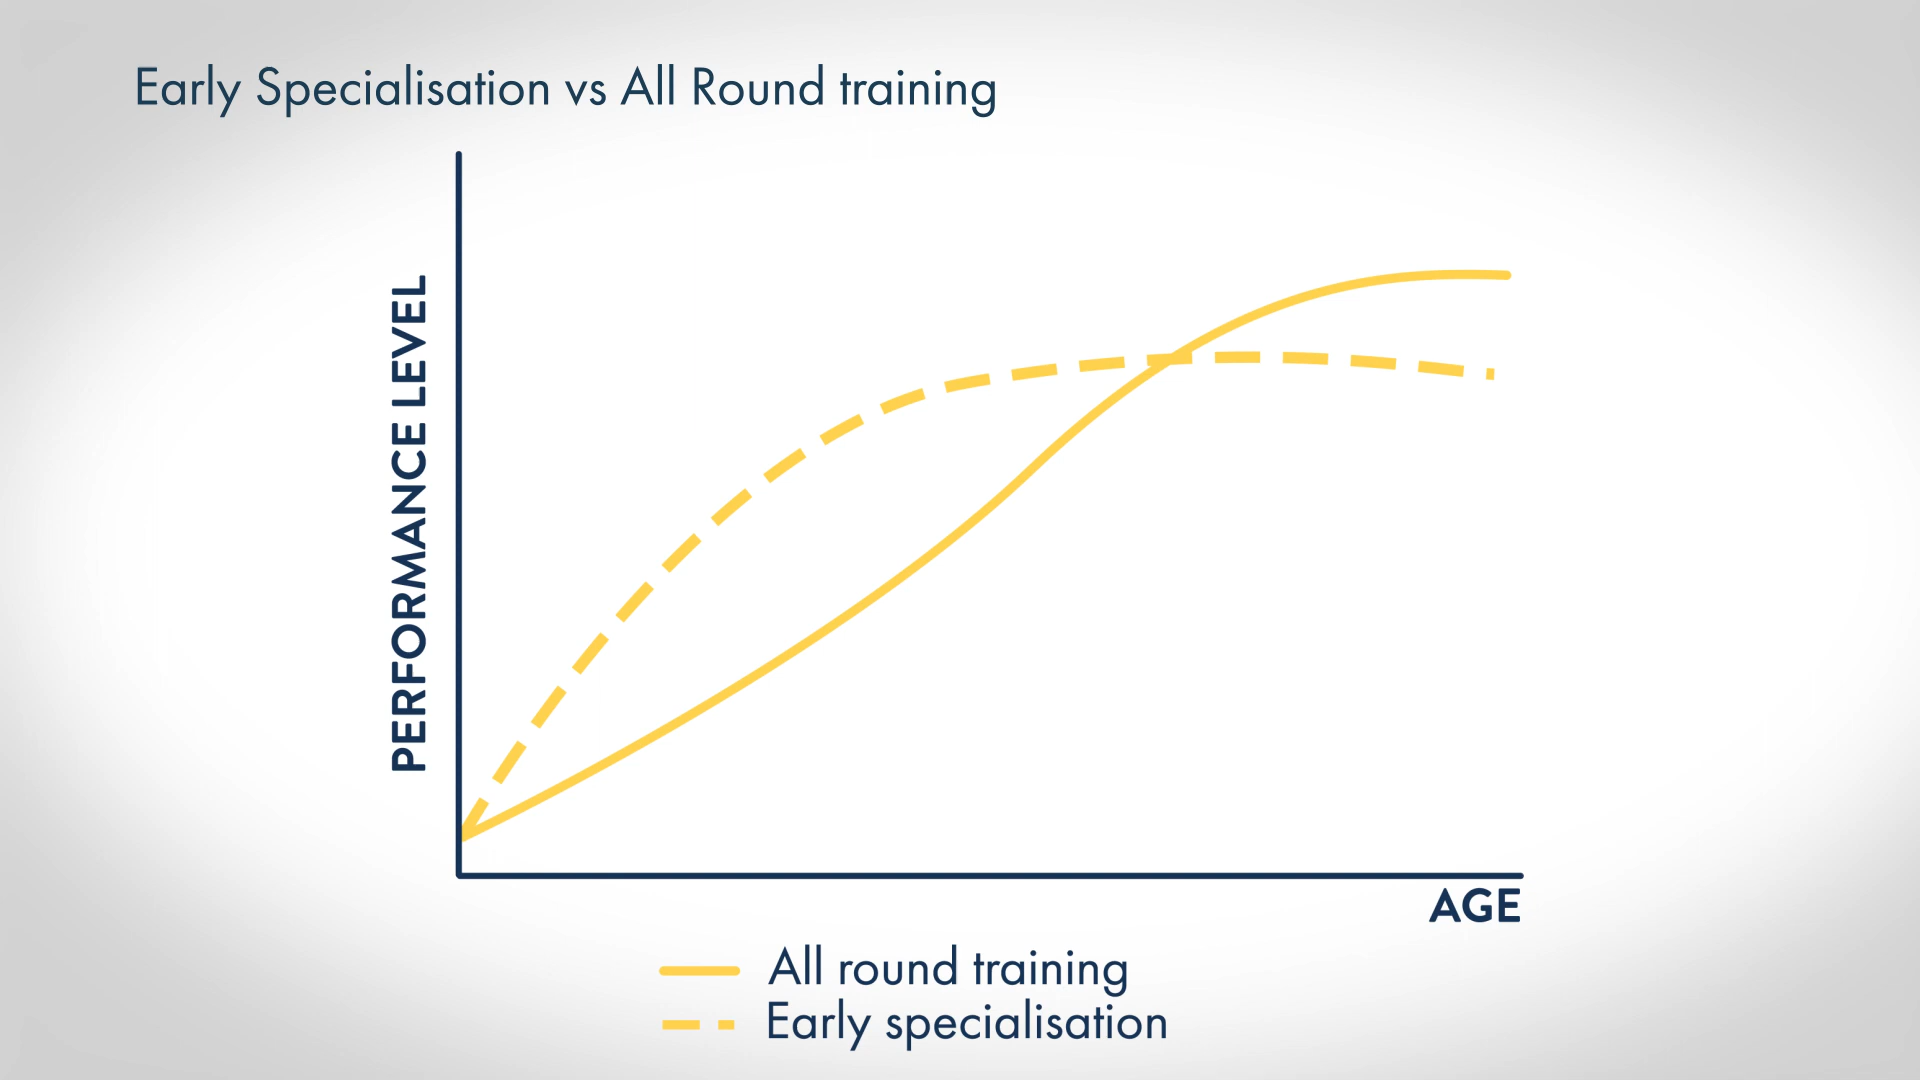 Early Specialisation vs All Round training
PERFORMANCE LEVEL
AGE
All round training
Early specialisation